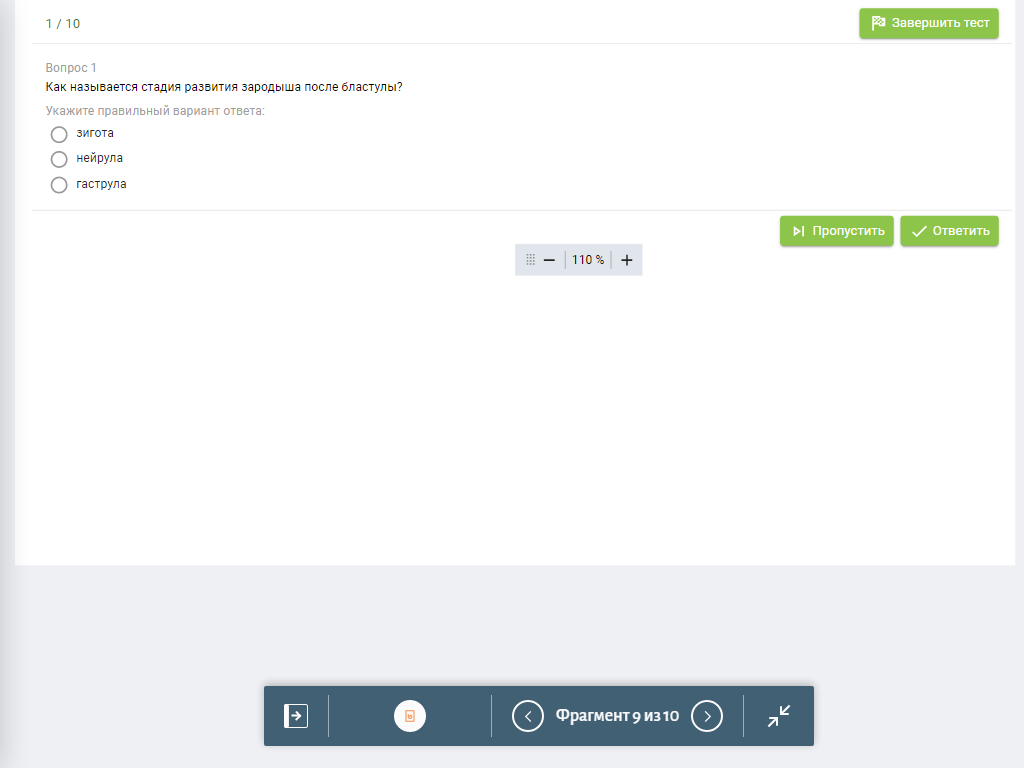 1 / 10
Завершить тест
Вопрос 1
Как называется стадия развития зародыша после бластулы?
Укажите правильный вариант ответа:
зигота
нейрула
гаструла
Пропустить
Ответить
110 %
Фрагмент 9 из 10